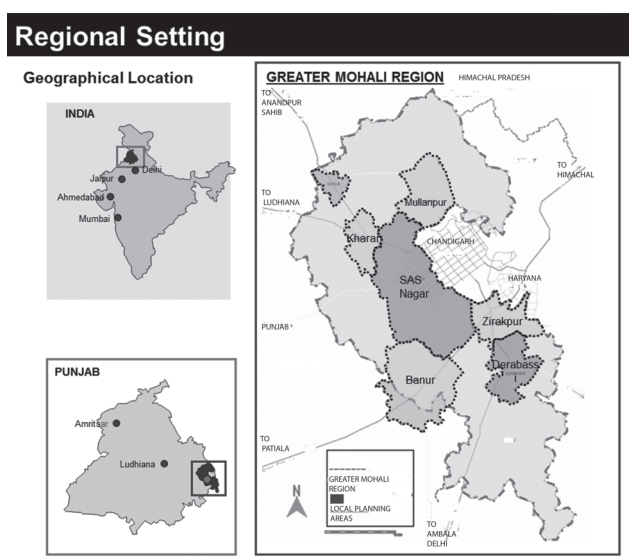 Regional Setting
Geographical Location
INDIA
Delhi
Jaipur
Ahmedabad
Mumbai
PUNJAB
Amritsar
Ludhiana
GREATER MOHALI REGION
HIMACHAL PRADESH
TO
ANANDPUR
SAHIB
TO
HIMACHAL
TO
LUDHIANA
Mullanpur
Kharar
CHANDIGARH
HARYANA
SAS
Nagar
PUNJAB
Zirakpur
Derabass
I
Banur
TO
PATIALA
N
GREATER MOHALI
REGION
LOCAL PLANNING
AREAS
TO
AMBALA
DELHI